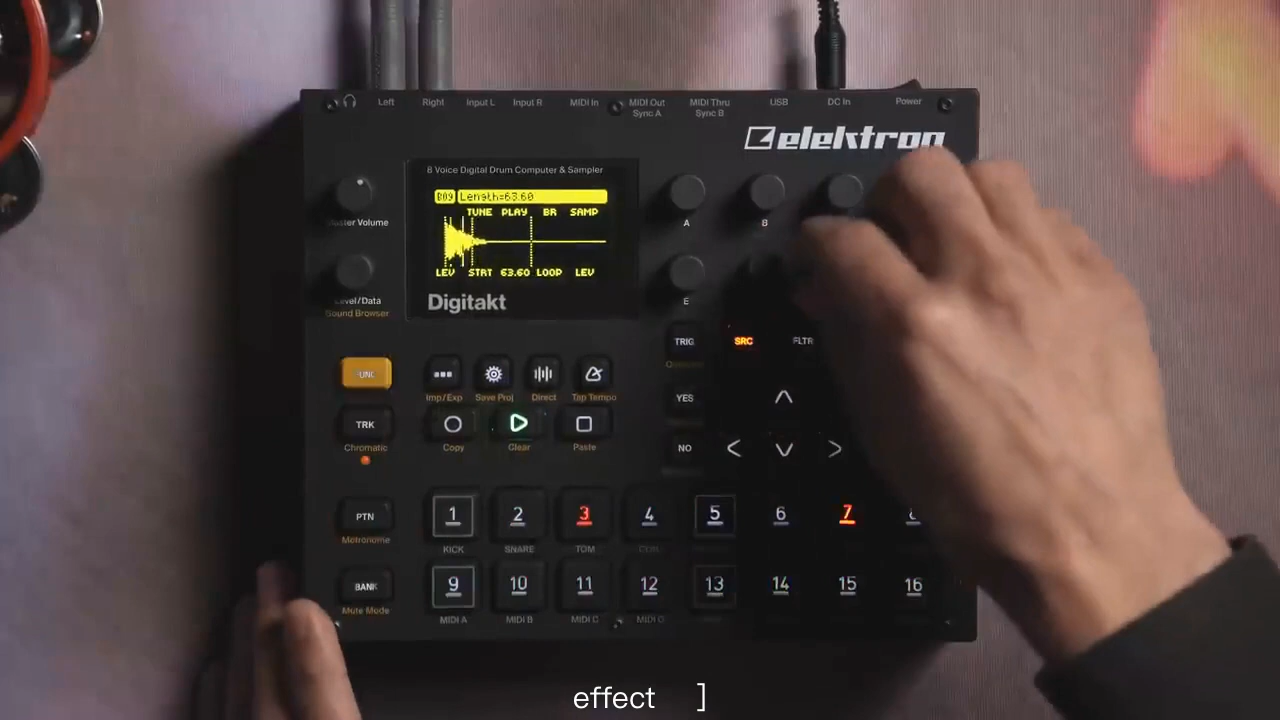 Left Right Input L Input R MIDI In MIDI Out MIDI Thru USB DC In Power
Sync A Sync B
elektron
8 Voice Digital Drum Computer & Sampler
B09 Length=63.60
TUNE PLAY BR SAMP
LEV STRT 63.60 LOOP LEV
Digitakt
Master Volume
Level/Data
Sound Browser
A B
E
TRIG SRC FLTR
FUNC
Imp/Exp Save Proj Direct Tap Tempo
YES
TRK
Copy Clear Paste
Chromatic
NO
PTN 1 2 3 4 5 6 7 8
Metronome KICK SNARE TOM
BANK 9 10 11 12 13 14 15 16
Mute Mode MIDI A MIDI B MIDI C MIDI D
effect ]